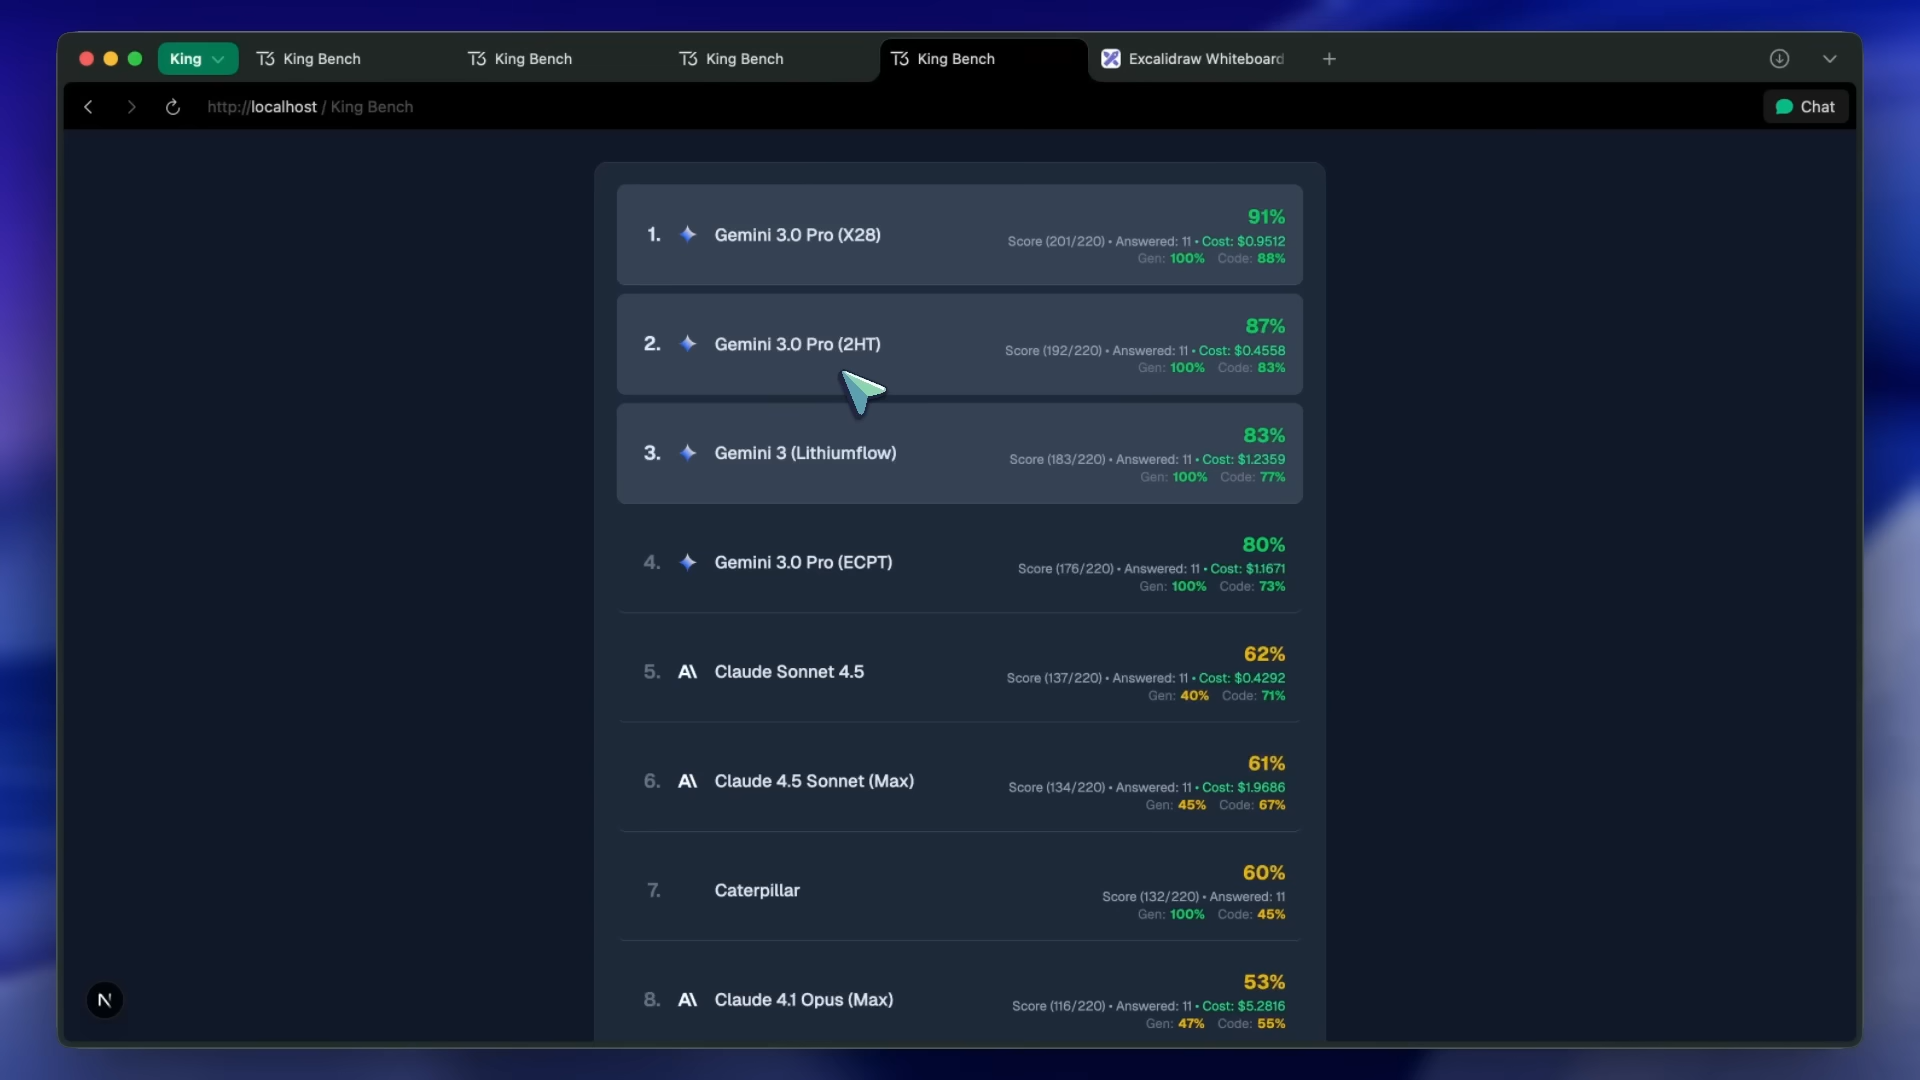 King
King Bench
King Bench
King Bench
King Bench
Excalidraw Whiteboard
http://localhost / King Bench
Chat
1. Gemini 3.0 Pro (X28)
91%
Score (201/220) • Answered: 11 • Cost: $0.9512
Gen: 100% Code: 88%
2. Gemini 3.0 Pro (2HT)
87%
Score (192/220) • Answered: 11 • Cost: $0.4558
Gen: 100% Code: 83%
3. Gemini 3 (Lithiumflow)
83%
Score (183/220) • Answered: 11 • Cost: $1.2359
Gen: 100% Code: 77%
4. Gemini 3.0 Pro (ECPT)
80%
Score (176/220) • Answered: 11 • Cost: $1.1671
Gen: 100% Code: 73%
5. Claude Sonnet 4.5
62%
Score (137/220) • Answered: 11 • Cost: $0.4292
Gen: 40% Code: 71%
6. Claude 4.5 Sonnet (Max)
61%
Score (134/220) • Answered: 11 • Cost: $1.9686
Gen: 45% Code: 67%
7. Caterpillar
60%
Score (132/220) • Answered: 11
Gen: 100% Code: 45%
8. Claude 4.1 Opus (Max)
53%
Score (116/220) • Answered: 11 • Cost: $5.2816
Gen: 47% Code: 55%
N